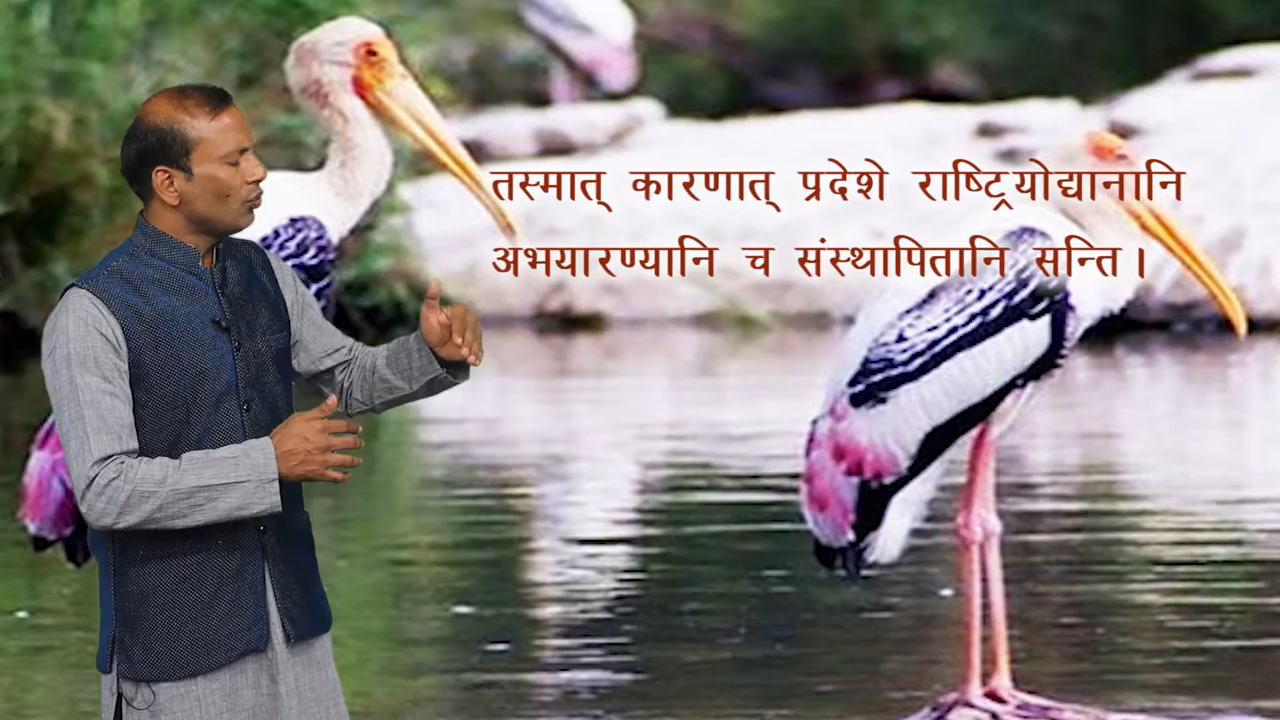 तस्मात् कारणात् प्रदेशे राष्ट्रियोद्यानानि
अभयारण्यानि च संस्थापितानि सन्ति।